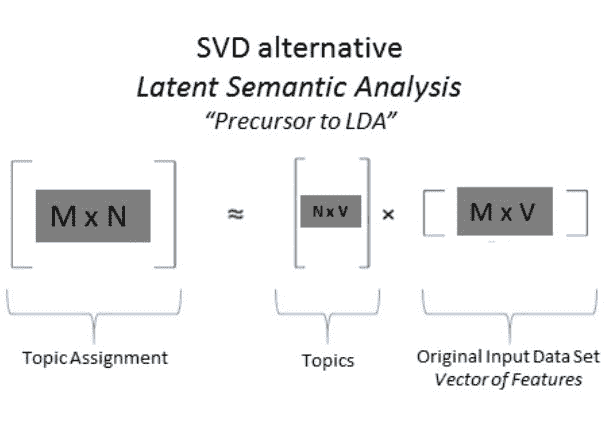 SVD alternative
Latent Semantic Analysis
“Precursor to LDA”
M x N ≈ N x V × M x V
Topic Assignment
Topics
Original Input Data Set
Vector of Features